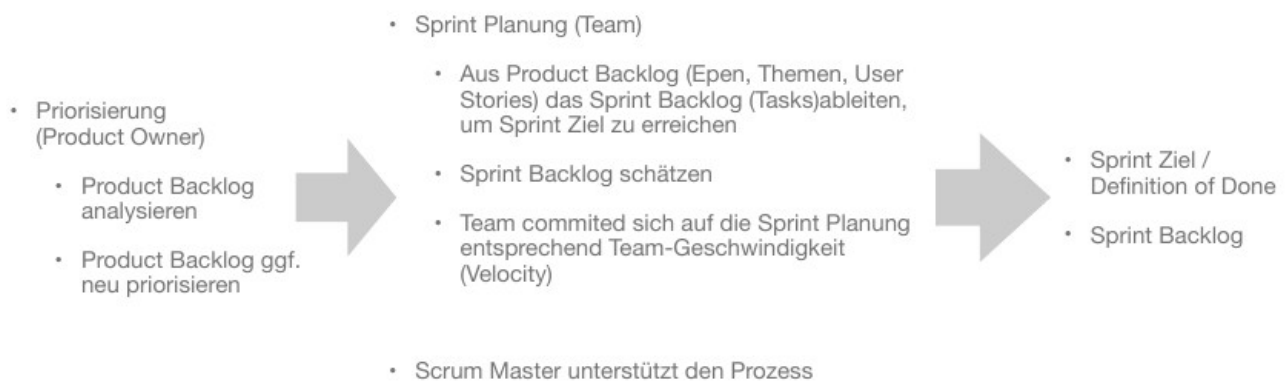 • Priorisierung
(Product Owner)
• Product Backlog
analysieren
• Product Backlog ggf.
neu priorisieren
• Sprint Planung (Team)
• Aus Product Backlog (Epen, Themen, User
Stories) das Sprint Backlog (Tasks)ableiten,
um Sprint Ziel zu erreichen
• Sprint Backlog schätzen
• Team commited sich auf die Sprint Planung
entsprechend Team-Geschwindigkeit
(Velocity)
• Scrum Master unterstützt den Prozess
• Sprint Ziel /
Definition of Done
• Sprint Backlog